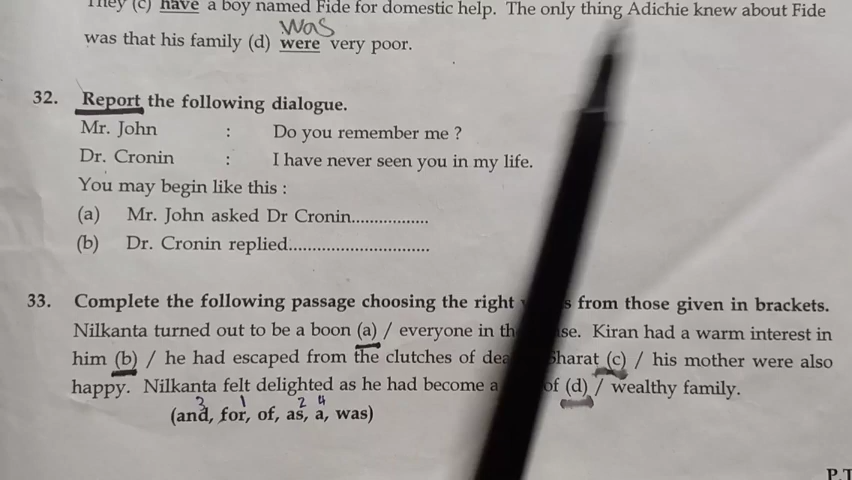 They (c) have a boy named Fide for domestic help. The only thing Adichie knew about Fide
was
was that his family (d) were very poor.
32. Report the following dialogue.
Mr. John : Do you remember me ?
Dr. Cronin : I have never seen you in my life.
You may begin like this :
(a) Mr. John asked Dr Cronin.................
(b) Dr. Cronin replied..............................
33. Complete the following passage choosing the right from those given in brackets.
Nilkanta turned out to be a boon (a) / everyone in Kiran had a warm interest in
him (b) / he had escaped from the clutches of Sharat (c) / his mother were also
happy. Nilkanta felt delighted as he had become a of (d) / wealthy family.
3 1 2 4
(and, for, of, as, a, was)
P.T